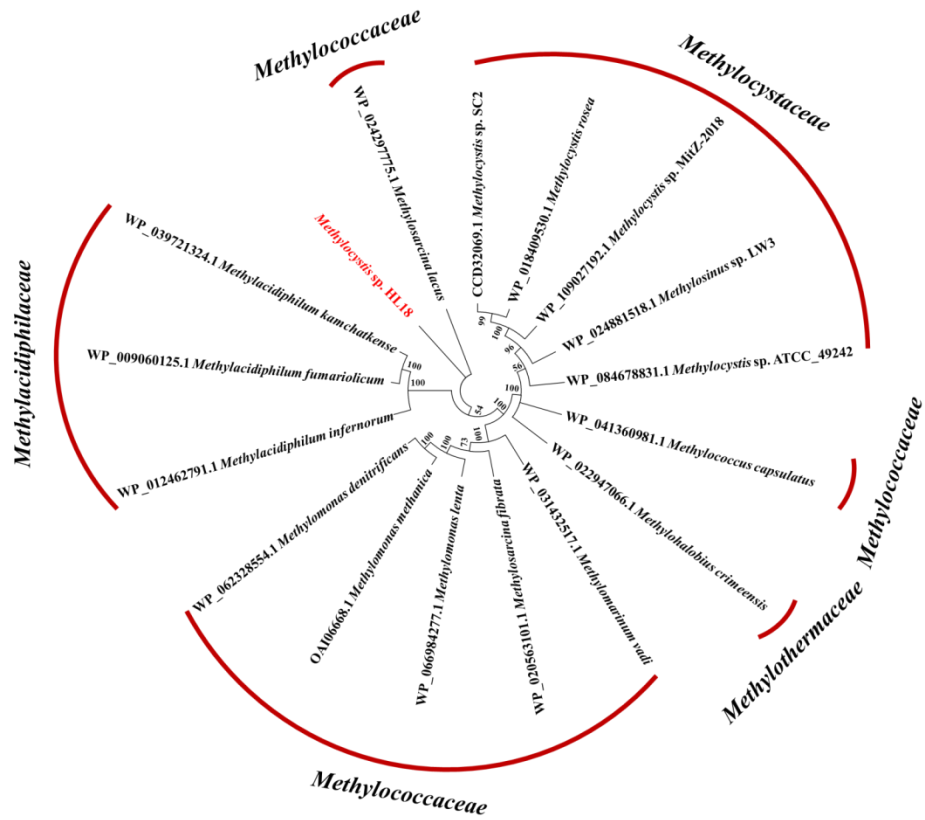 Methylococcaceae
WP_024297775.1 Methylosarcina lacus
Methylocystaceae
CCD32069.1 Methylocystis sp. SC2
WP_018409530.1 Methylocystis rosea
WP_109027192.1 Methylocystis sp. MitZ-2018
WP_024881518.1 Methylosinus sp. LW3
WP_084678831.1 Methylocystis sp. ATCC_49242
WP_041360981.1 Methylococcus capsulatus
Methylococcaceae
WP_022947066.1 Methylohalobius crimeensis
Methylothermaceae
WP_031432517.1 Methylomarinum vadi
WP_020563101.1 Methylosarcina fibrata
WP_066984277.1 Methylomonas lenta
OAI06668.1 Methylomonas methanica
WP_062328554.1 Methylomonas denitrificans
Methylococcaceae
WP_012462791.1 Methylacidiphilum infernorum
WP_009060125.1 Methylacidiphilum fumariolicum
WP_039721324.1 Methylacidiphilum kamchatkense
Methylacidiphilaceae
Methylocystis sp. HL18
99
100
96
56
100
100
54
100
73
100
100
100
100